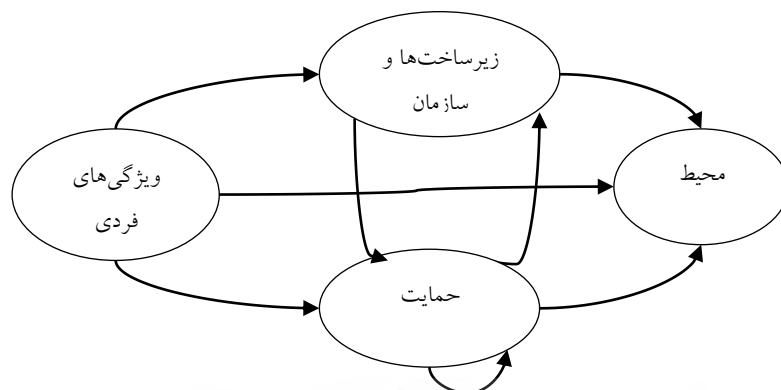 زیرساخت‌ها و
سازمان
ویژگی‌های
فردی
محیط
حمایت